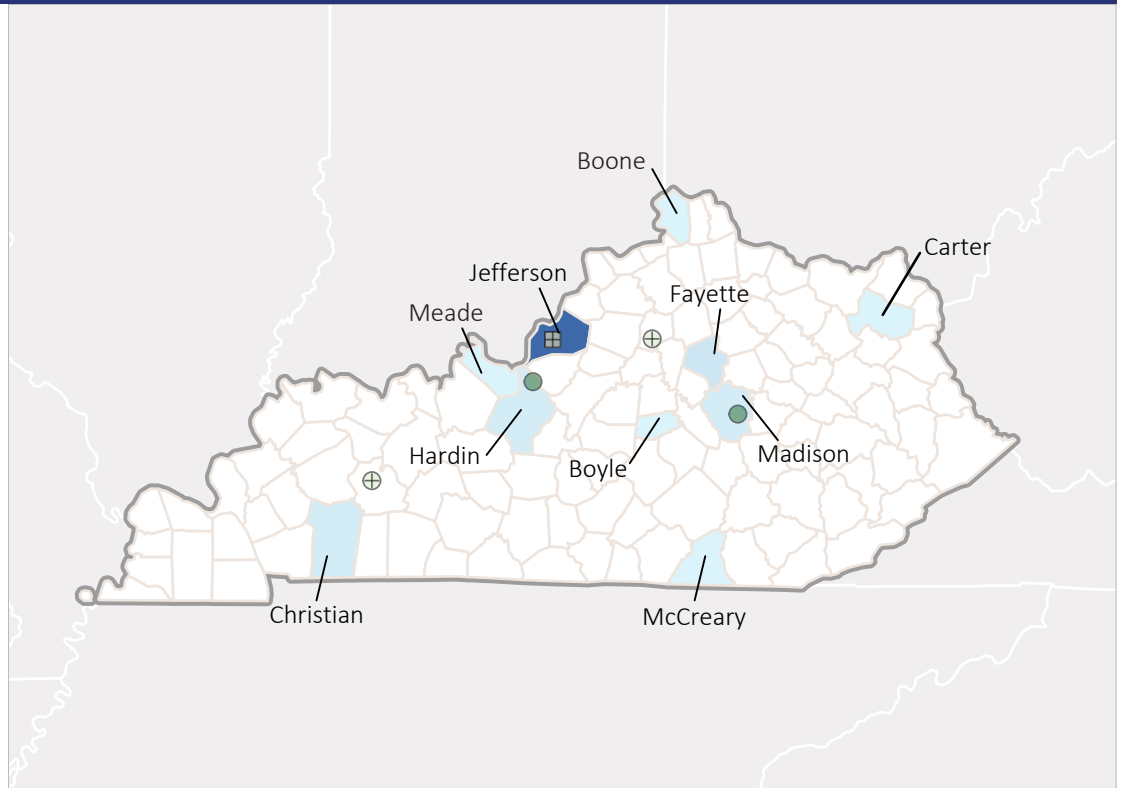 Boone
Carter
Jefferson
Fayette
Meade
Hardin
Boyle
Madison
Christian
McCreary